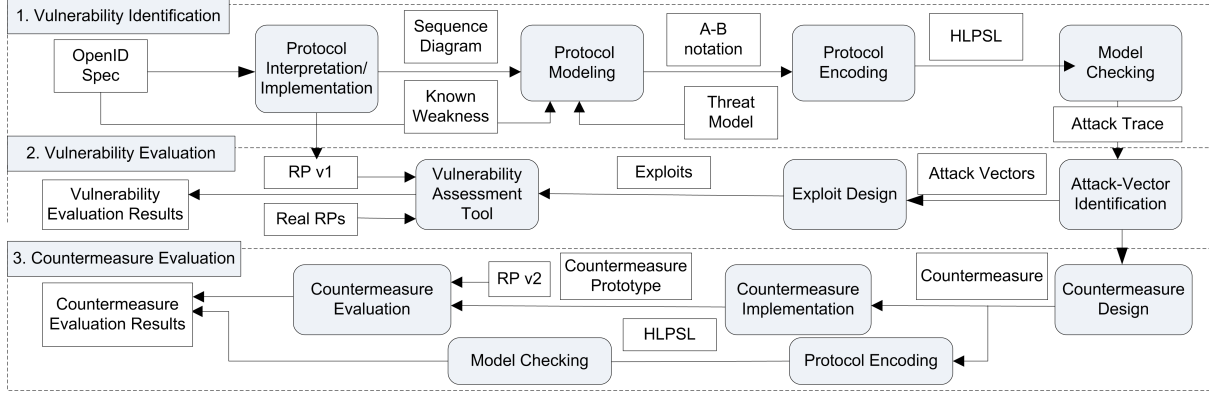 1. Vulnerability Identification
OpenID
Spec
Protocol
Interpretation/
Implementation
Sequence
Diagram
Known
Weakness
Protocol
Modeling
A-B
notation
Threat
Model
Protocol
Encoding
HLPSL
Model
Checking
Attack Trace
2. Vulnerability Evaluation
Vulnerability
Evaluation Results
RP v1
Real RPs
Vulnerability
Assessment
Tool
Exploits
Exploit Design
Attack Vectors
Attack-Vector
Identification
3. Countermeasure Evaluation
Countermeasure
Evaluation Results
Countermeasure
Evaluation
RP v2
Countermeasure
Prototype
Countermeasure
Implementation
Countermeasure
Countermeasure
Design
HLPSL
Model Checking
Protocol Encoding